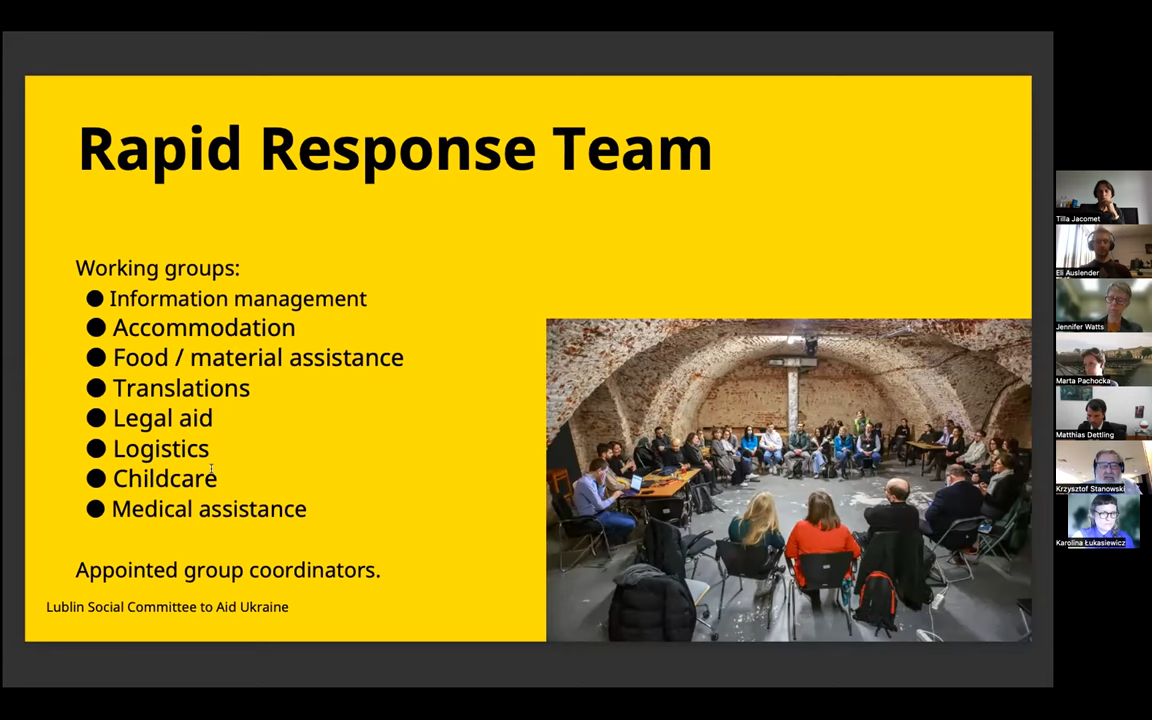 Rapid Response Team
Working groups:
● Information management
● Accommodation
● Food / material assistance
● Translations
● Legal aid
● Logistics
● Childcare
● Medical assistance
Appointed group coordinators.
Lublin Social Committee to Aid Ukraine
Tilla Jacomet
Eli Auslender
Jennifer Watts
Marta Pachocka
Matthias Dettling
Krzysztof Stanowski
Karolina Łukasiewicz